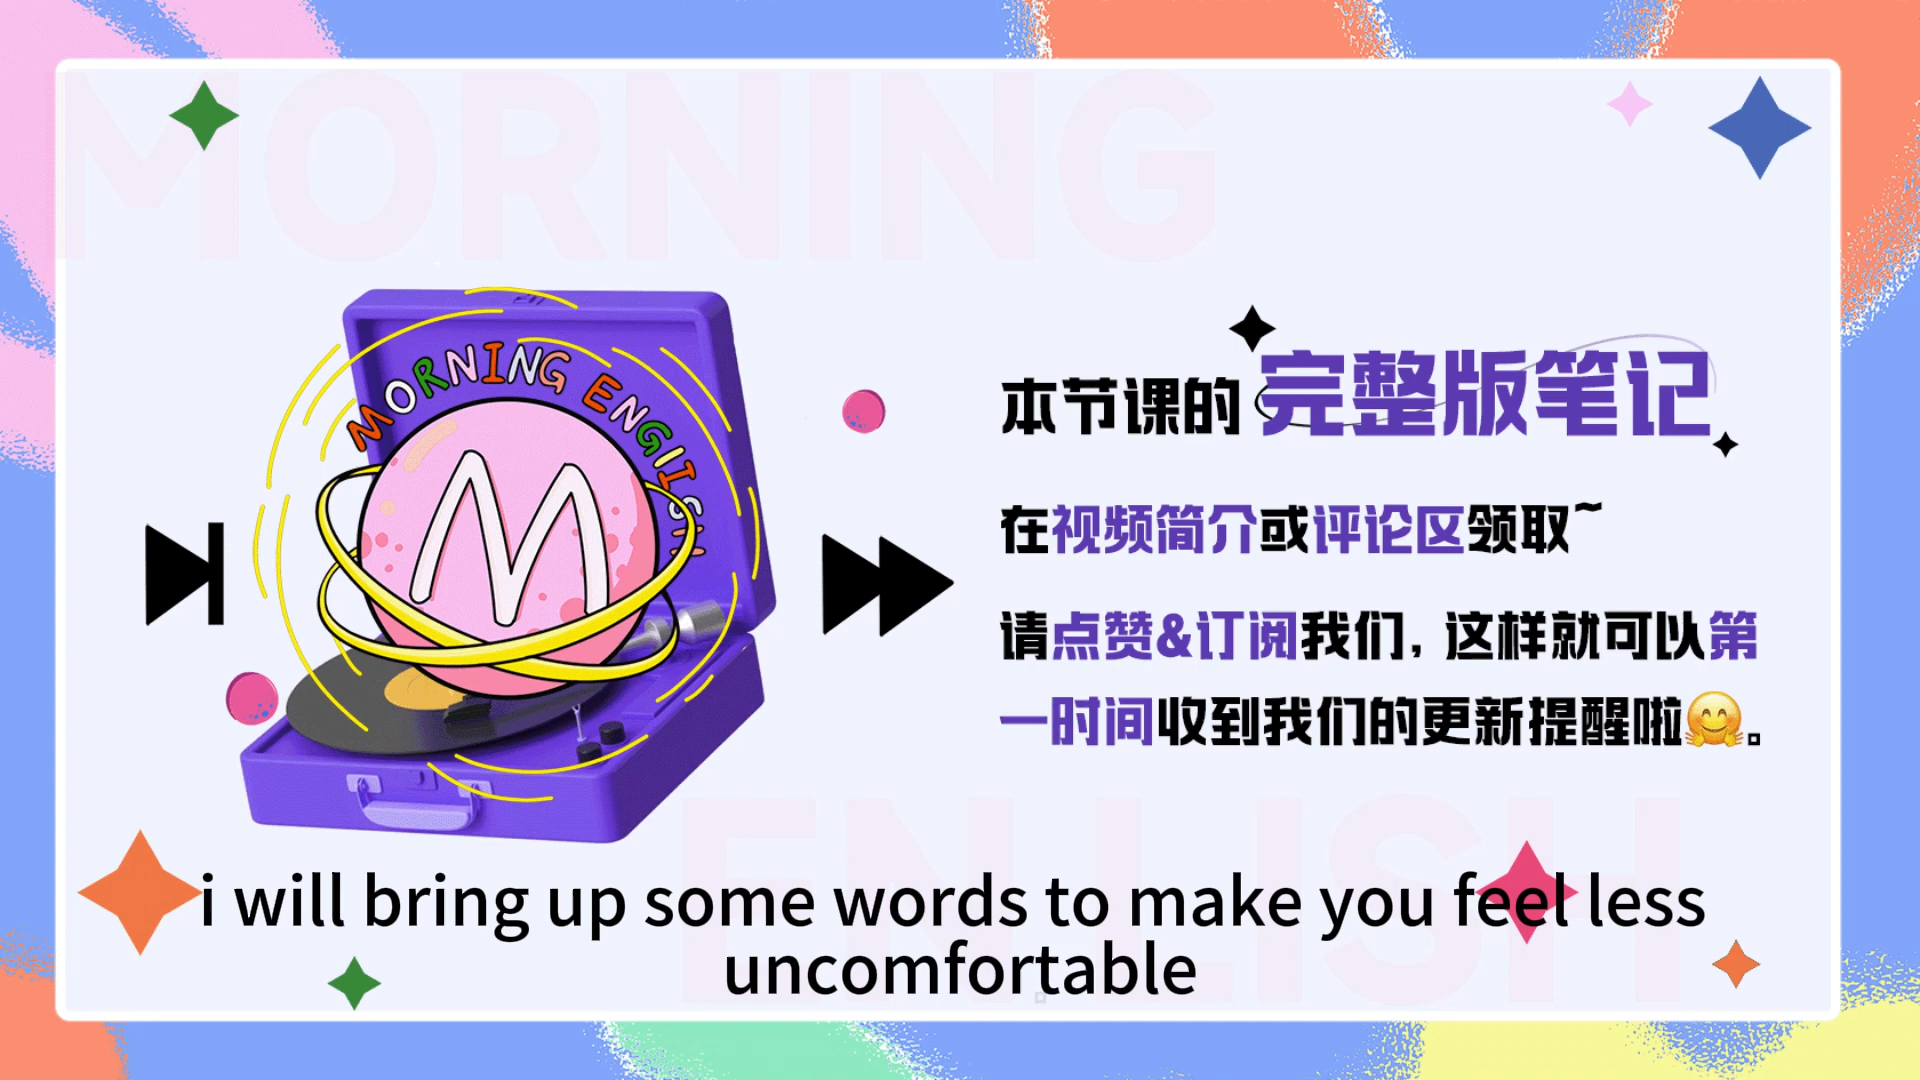 MORNING
MORNING ENGlISH
M
本节课的 完整版笔记
在视频简介或评论区领取~
请点赞&订阅我们，这样就可以第
一时间收到我们的更新提醒啦🤗。
EN LISH
i will bring up some words to make you feel less
uncomfortable